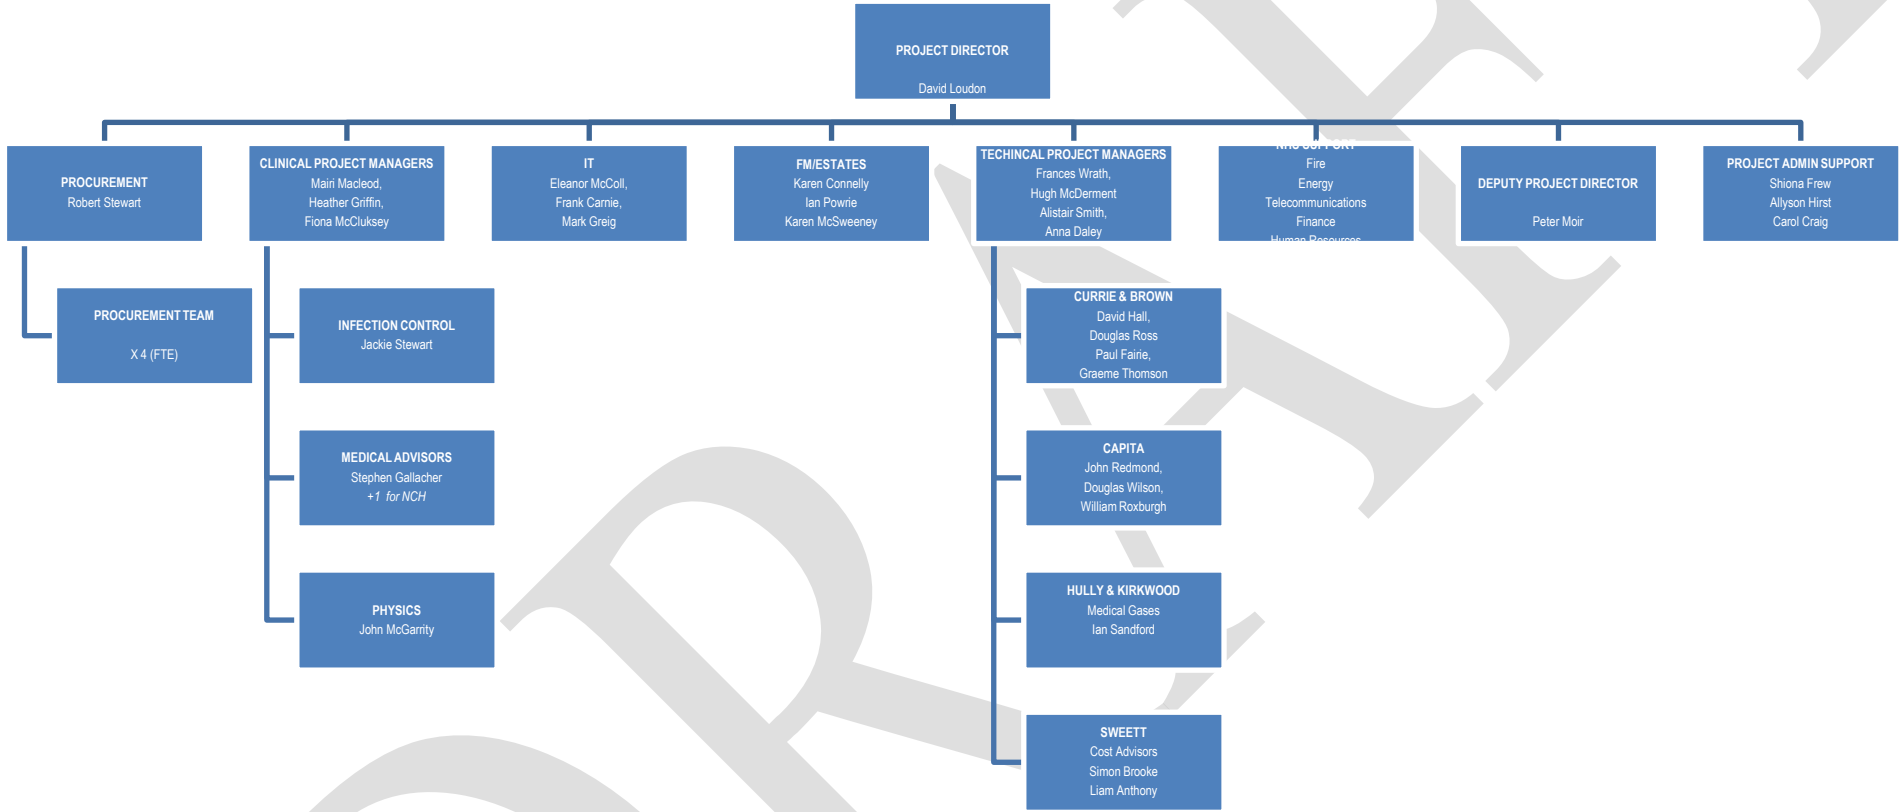 PROJECT DIRECTOR
David Loudon
PROCUREMENT
Robert Stewart
CLINICAL PROJECT MANAGERS
Mairi Macleod,
Heather Griffin,
Fiona McCluksey
IT
Eleanor McColl,
Frank Carnie,
Mark Greig
FM/ESTATES
Karen Connelly
Ian Powrie
Karen McSweeney
TECHINCAL PROJECT MANAGERS
Frances Wrath,
Hugh McDerment
Alistair Smith,
Anna Daley
NHS SUPPORT
Fire
Energy
Telecommunications
Finance
Human Resources
DEPUTY PROJECT DIRECTOR
Peter Moir
PROJECT ADMIN SUPPORT
Shiona Frew
Allyson Hirst
Carol Craig
PROCUREMENT TEAM
X 4 (FTE)
INFECTION CONTROL
Jackie Stewart
MEDICAL ADVISORS
Stephen Gallacher
+1 for NCH
PHYSICS
John McGarrity
CURRIE & BROWN
David Hall,
Douglas Ross
Paul Fairie,
Graeme Thomson
CAPITA
John Redmond,
Douglas Wilson,
William Roxburgh
HULLY & KIRKWOOD
Medical Gases
Ian Sandford
SWEETT
Cost Advisors
Simon Brooke
Liam Anthony